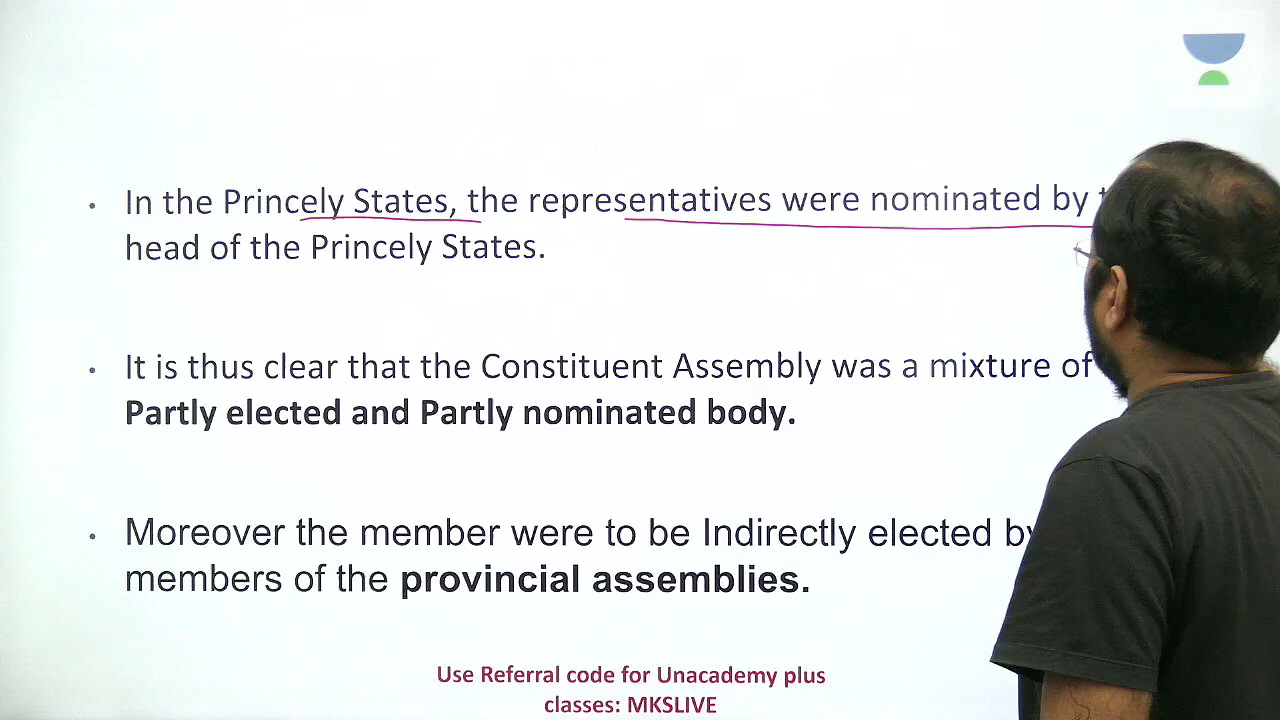 In the Princely States, the representatives were nominated by
head of the Princely States.
It is thus clear that the Constituent Assembly was a mixture of
Partly elected and Partly nominated body.
Moreover the member were to be Indirectly elected by
members of the provincial assemblies.
Use Referral code for Unacademy plus
classes: MKSLIVE